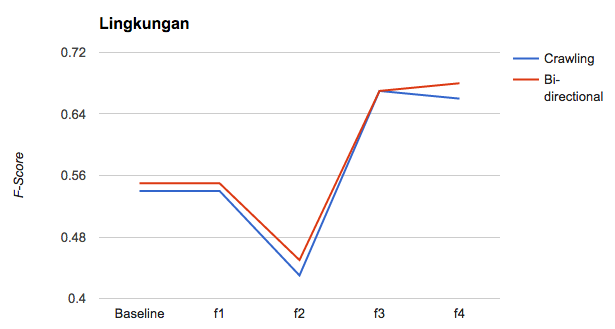 Lingkungan
0.72
0.64
0.56
0.48
0.4
F-Score
Baseline f1 f2 f3 f4
Crawling
Bi-
directional